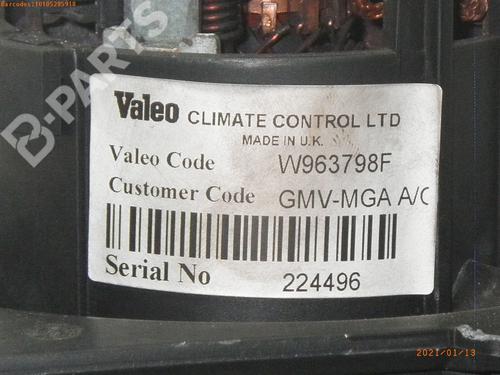 Barcodes:110105295918
B-PARTS
Valeo CLIMATE CONTROL LTD
MADE IN U.K.
Valeo Code W963798F
Customer Code GMV-MGA A/C
Serial No 224496
2021/01/13